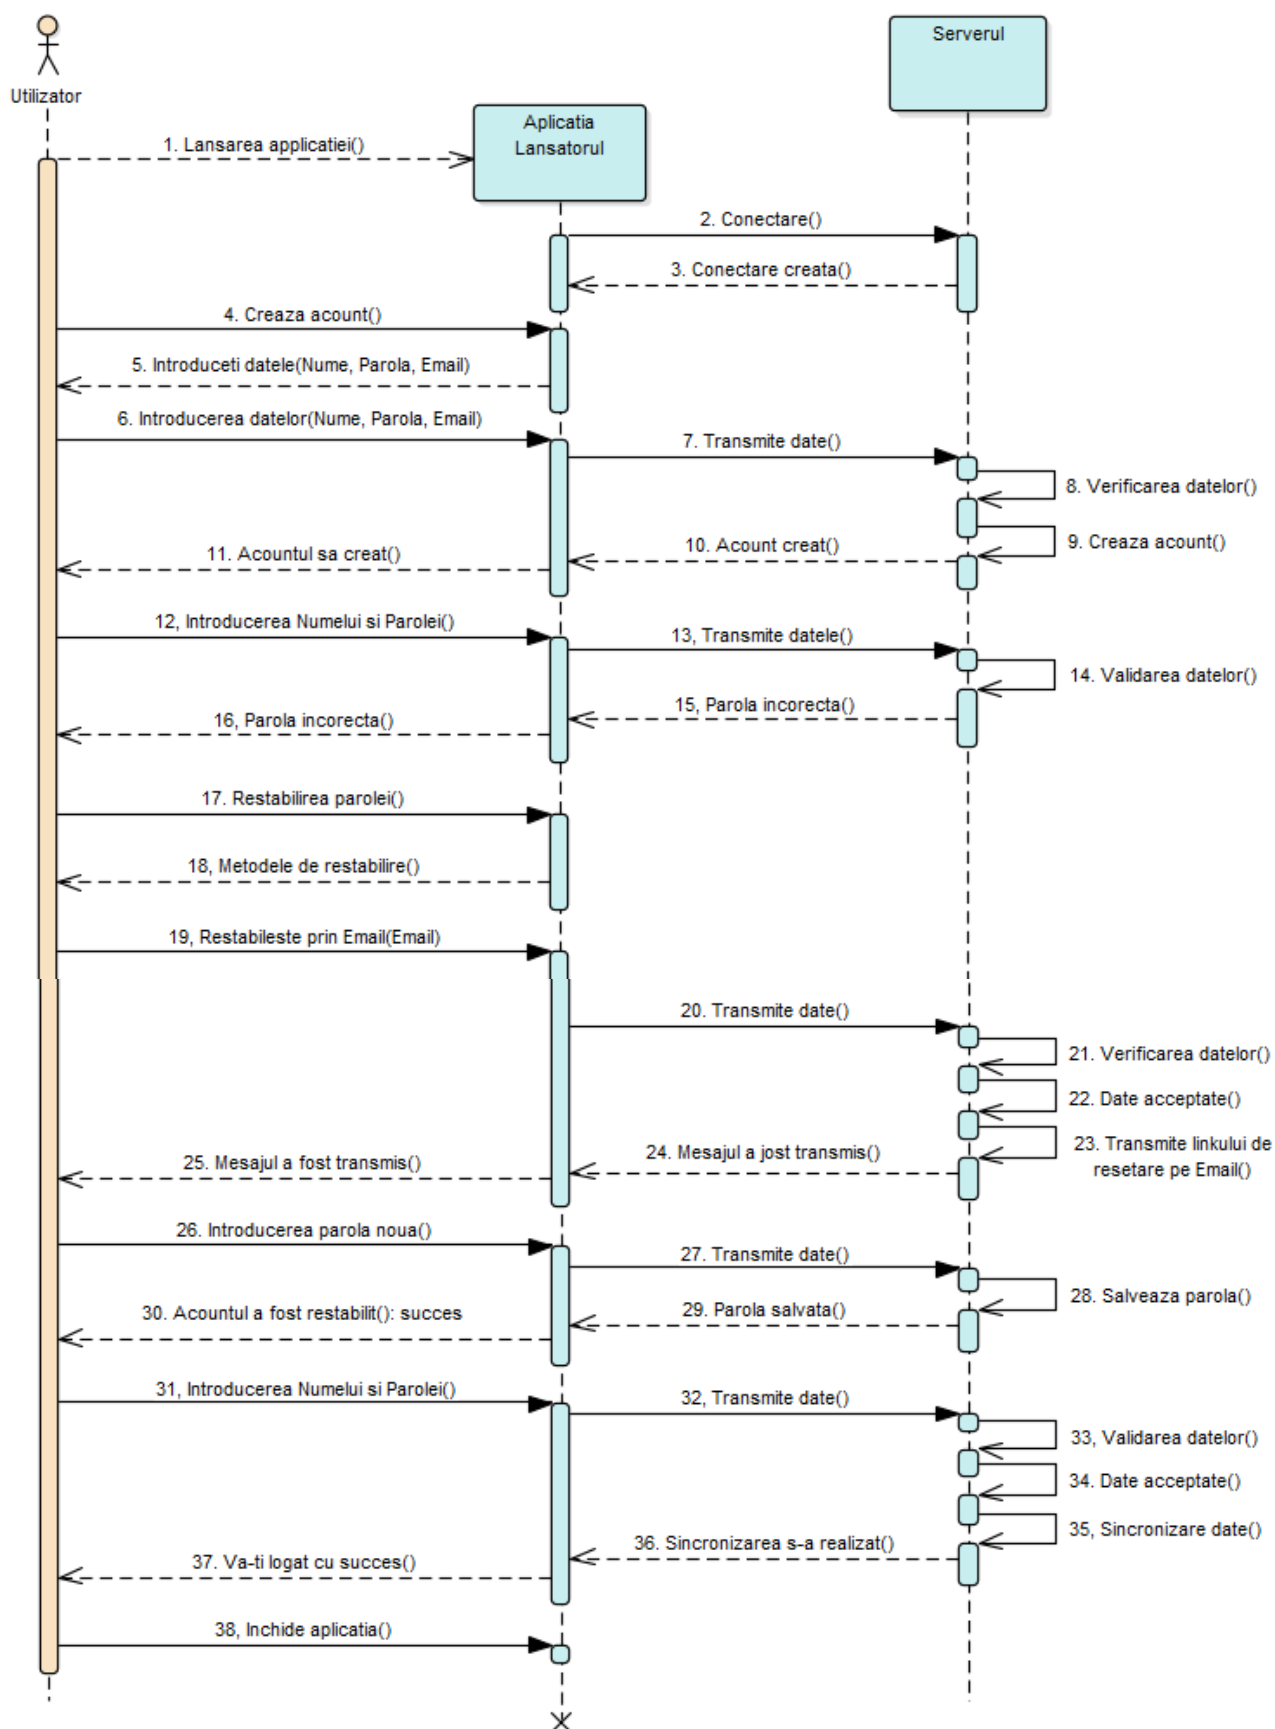 Serverul
Utilizator
Aplicatia
Lansatorul
1. Lansarea applicatiei()
2. Conectare()
3. Conectare creata()
4. Creaza acount()
5. Introduceti datele(Nume, Parola, Email)
6. Introducerea datelor(Nume, Parola, Email)
7. Transmite date()
8. Verificarea datelor()
9. Creaza acount()
10. Acount creat()
11. Acountul sa creat()
12, Introducerea Numelui si Parolei()
13, Transmite datele()
14. Validarea datelor()
15, Parola incorecta()
16, Parola incorecta()
17. Restabilirea parolei()
18, Metodele de restabilire()
19, Restabileste prin Email(Email)
20. Transmite date()
21. Verificarea datelor()
22. Date acceptate()
23. Transmite linkului de
resetare pe Email()
24. Mesajul a jost transmis()
25. Mesajul a fost transmis()
26. Introducerea parola noua()
27. Transmite date()
28. Salveaza parola()
29. Parola salvata()
30. Acountul a fost restabilit(): succes
31, Introducerea Numelui si Parolei()
32, Transmite date()
33, Validarea datelor()
34. Date acceptate()
35, Sincronizare date()
36. Sincronizarea s-a realizat()
37. Va-ti logat cu succes()
38, Inchide aplicatia()